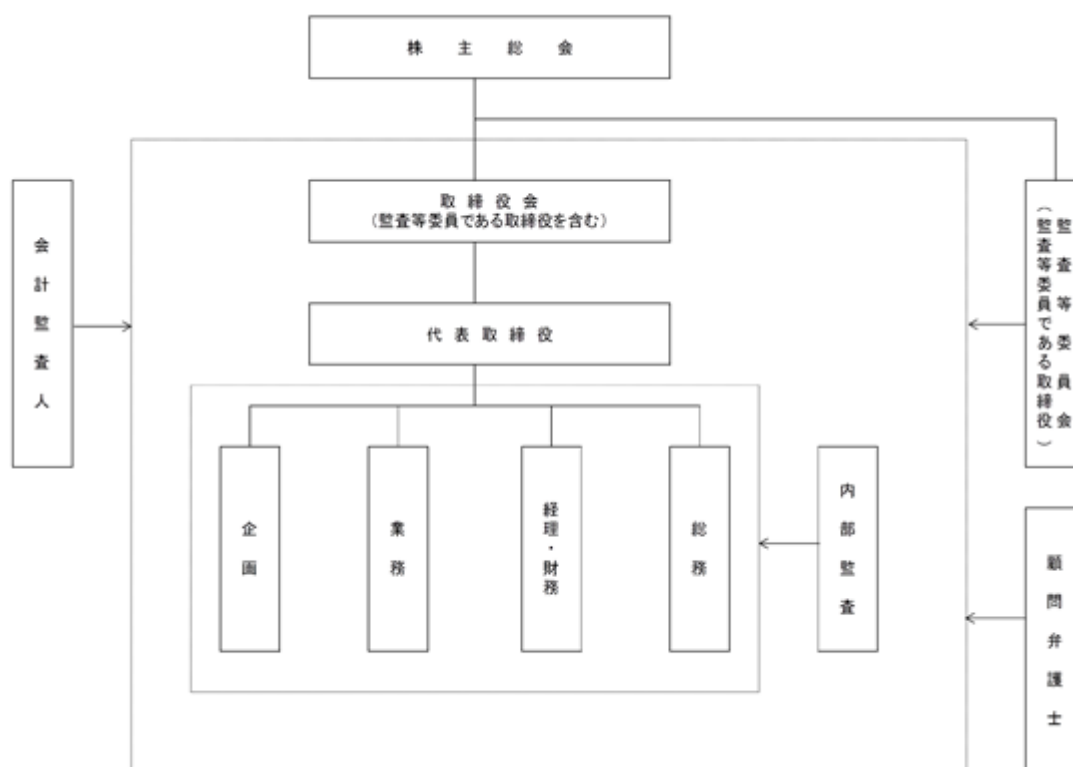 株主総会
取締役会
（監査等委員である取締役を含む）
会計監査人
監査等委員会
（監査等委員である取締役）
代表取締役
企画
業務
経理・財務
総務
内部監査
顧問弁護士